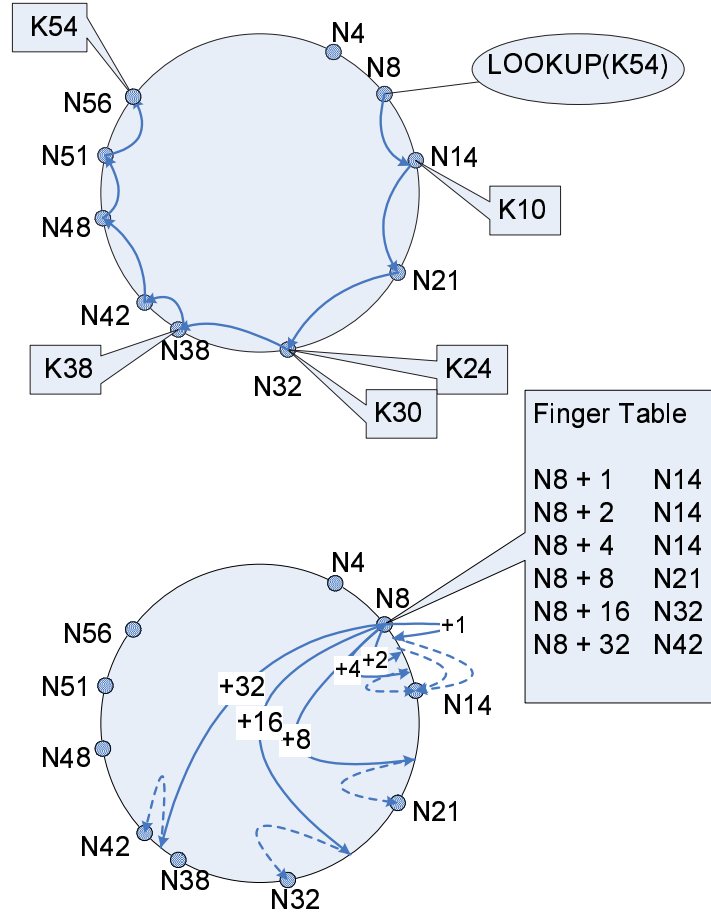 K54
N4
N8
LOOKUP(K54)
N56
N51
N14
K10
N48
N21
N42
N38
K38
N32
K24
K30
Finger Table
N8 + 1 N14
N8 + 2 N14
N8 + 4 N14
N8 + 8 N21
N8 + 16 N32
N8 + 32 N42
N4
N8
+1
N56
+4
+2
N51
+32
N14
+16
+8
N48
N21
N42
N38
N32